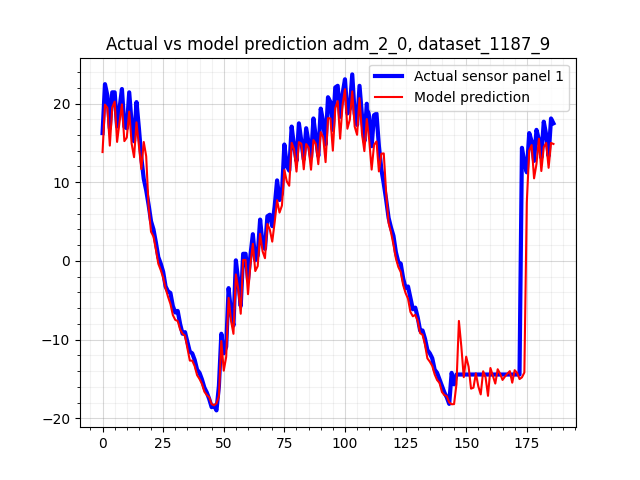 Actual vs model prediction adm_2_0, dataset_1187_9
Actual sensor panel 1
Model prediction
20
10
0
−10
−20
0 25 50 75 100 125 150 175